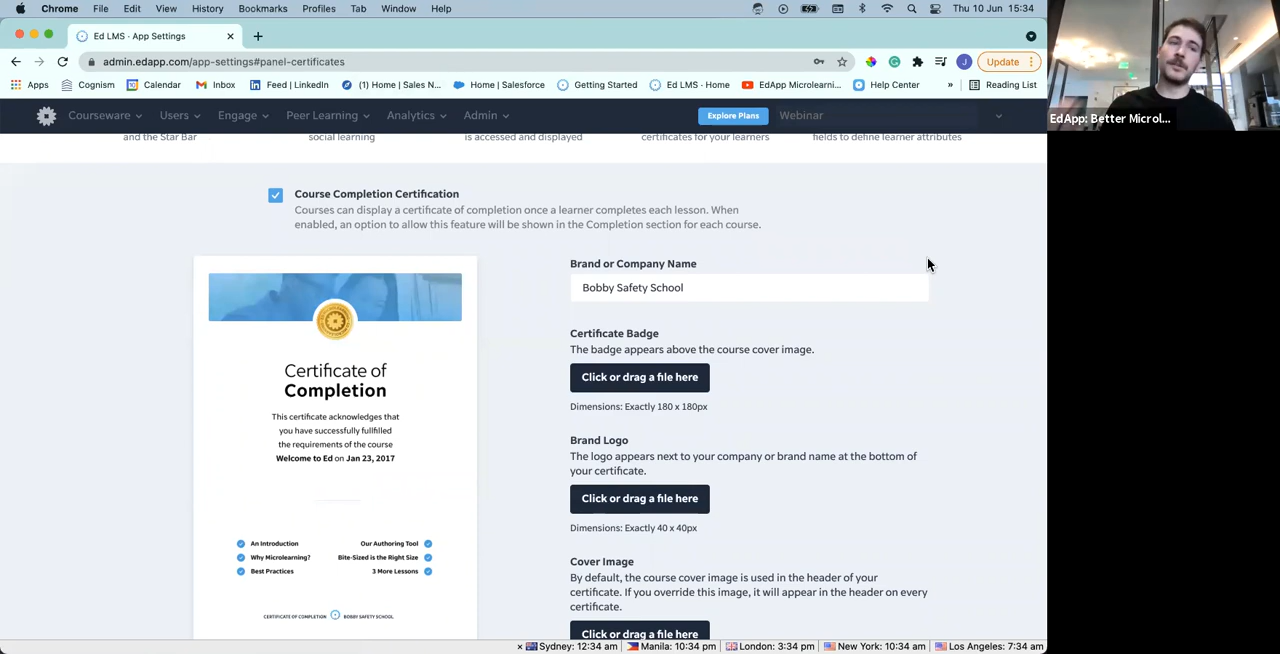 Chrome File Edit View History Bookmarks Profiles Tab Window Help Thu 10 Jun 15:34
Ed LMS · App Settings
admin.edapp.com/app-settings#panel-certificates Update
Apps Cognism Calendar Inbox Feed | LinkedIn (1) Home | Sales N... Home | Salesforce Getting Started Ed LMS · Home EdApp Microlearni... Help Center » Reading List
Courseware Users Engage Peer Learning Analytics Admin Explore Plans Webinar
and the Star Bar social learning is accessed and displayed certificates for your learners fields to define learner attributes
EdApp: Better Microl...
Course Completion Certification
Courses can display a certificate of completion once a learner completes each lesson. When
enabled, an option to allow this feature will be shown in the Completion section for each course.
Certificate of
Completion
This certificate acknowledges that
you have successfully fullfilled
the requirements of the course
Welcome to Ed on Jan 23, 2017
An Introduction Our Authoring Tool
Why Microlearning? Bite-Sized is the Right Size
Best Practices 3 More Lessons
CERTIFICATE OF COMPLETION BOBBY SAFETY SCHOOL
Brand or Company Name
Bobby Safety School
Certificate Badge
The badge appears above the course cover image.
Click or drag a file here
Dimensions: Exactly 180 x 180px
Brand Logo
The logo appears next to your company or brand name at the bottom of
your certificate.
Click or drag a file here
Dimensions: Exactly 40 x 40px
Cover Image
By default, the course cover image is used in the header of your
certificate. If you override this image, it will appear in the header on every
certificate.
Click or drag a file here
× Sydney: 12:34 am Manila: 10:34 pm London: 3:34 pm New York: 10:34 am Los Angeles: 7:34 am